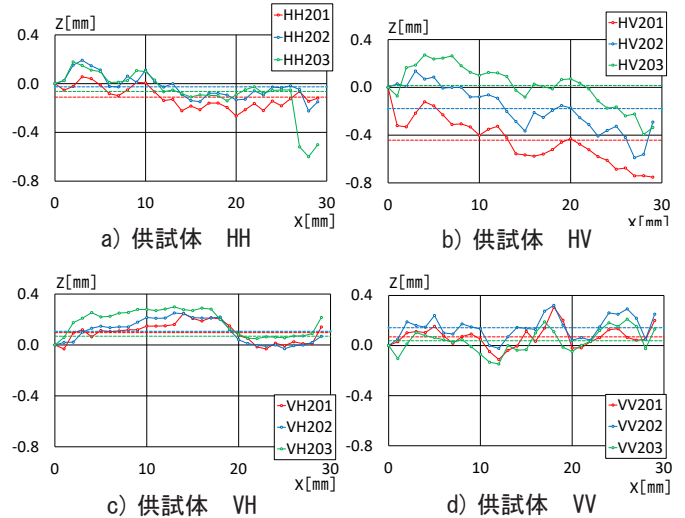 z[mm]
HH201
HH202
HH203
0.4
0.0
-0.4
-0.8
0 10 20 30
x[mm]
a) 供試体 HH
z[mm]
HV201
HV202
HV203
0.4
0.0
-0.4
-0.8
0 10 20 30
x[mm]
b) 供試体 HV
z[mm]
0.4
0.0
-0.4
-0.8
VH201
VH202
VH203
0 10 20 30
x[mm]
c) 供試体 VH
z[mm]
0.4
0.0
-0.4
-0.8
VV201
VV202
VV203
0 10 20 30
x[mm]
d) 供試体 VV